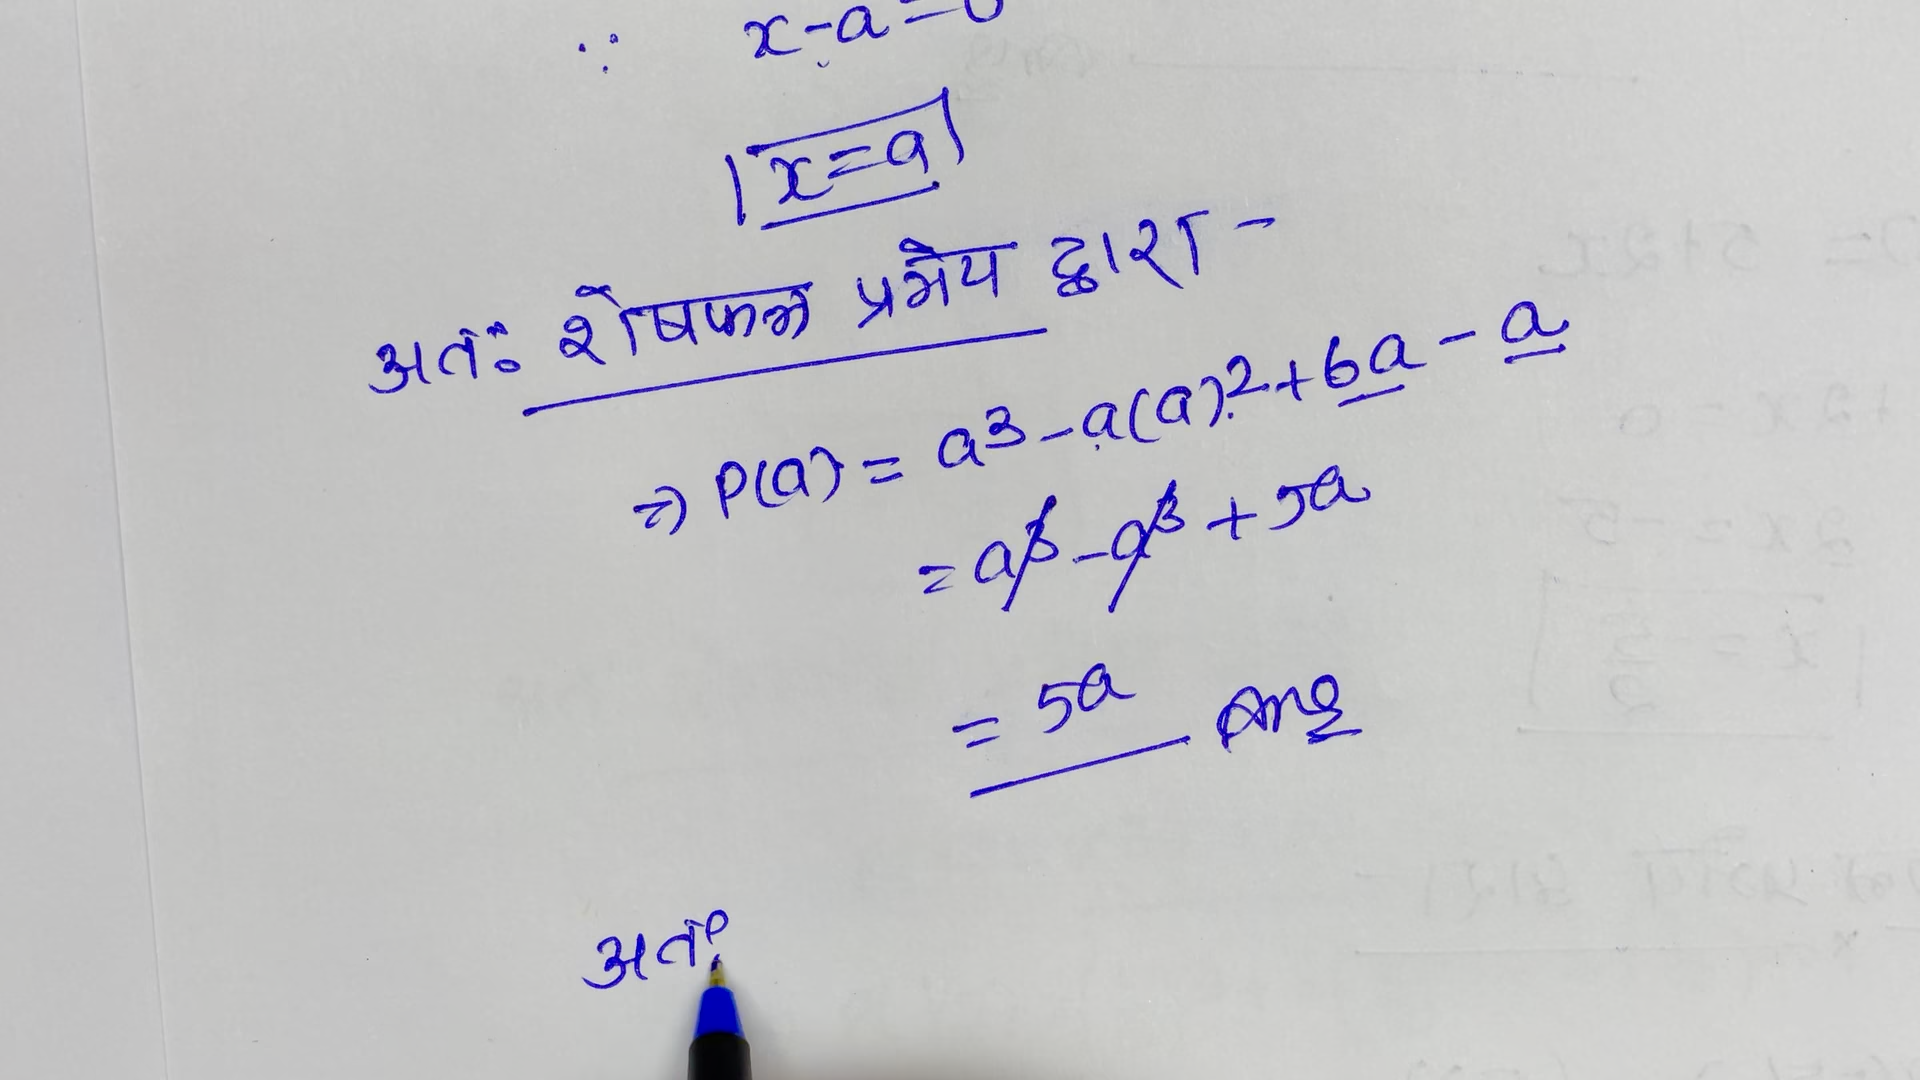 ∵ x-a=0
x=a
अतः शेषफल प्रमेय द्वारा -
⇒ P(a) = a³-a(a)²+6a-a
= a³-a³+5a
= 5a Ans
अतः